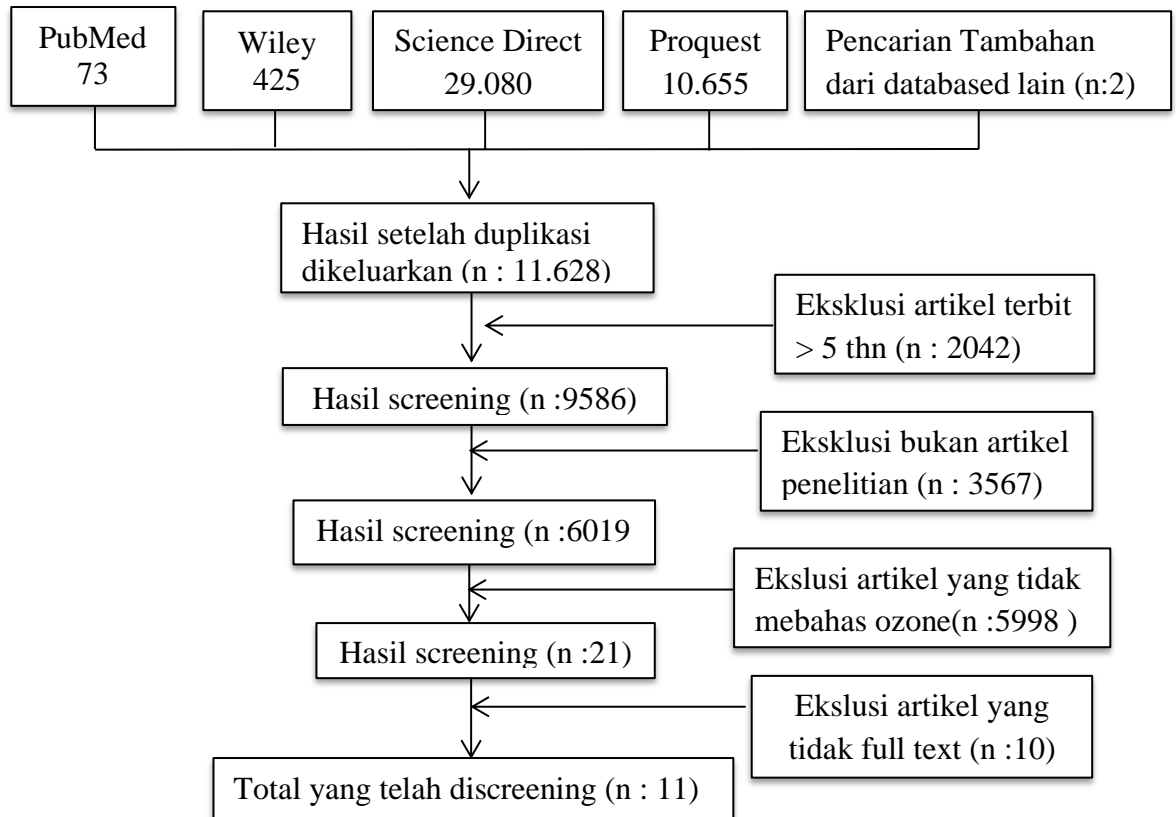 PubMed
73
Wiley
425
Science Direct
29.080
Proquest
10.655
Pencarian Tambahan
dari databased lain (n:2)
Hasil setelah duplikasi
dikeluarkan (n : 11.628)
Eksklusi artikel terbit
> 5 thn (n : 2042)
Hasil screening (n :9586)
Eksklusi bukan artikel
penelitian (n : 3567)
Hasil screening (n :6019
Ekslusi artikel yang tidak
mebahas ozone(n :5998 )
Hasil screening (n :21)
Ekslusi artikel yang
tidak full text (n :10)
Total yang telah discreening (n : 11)